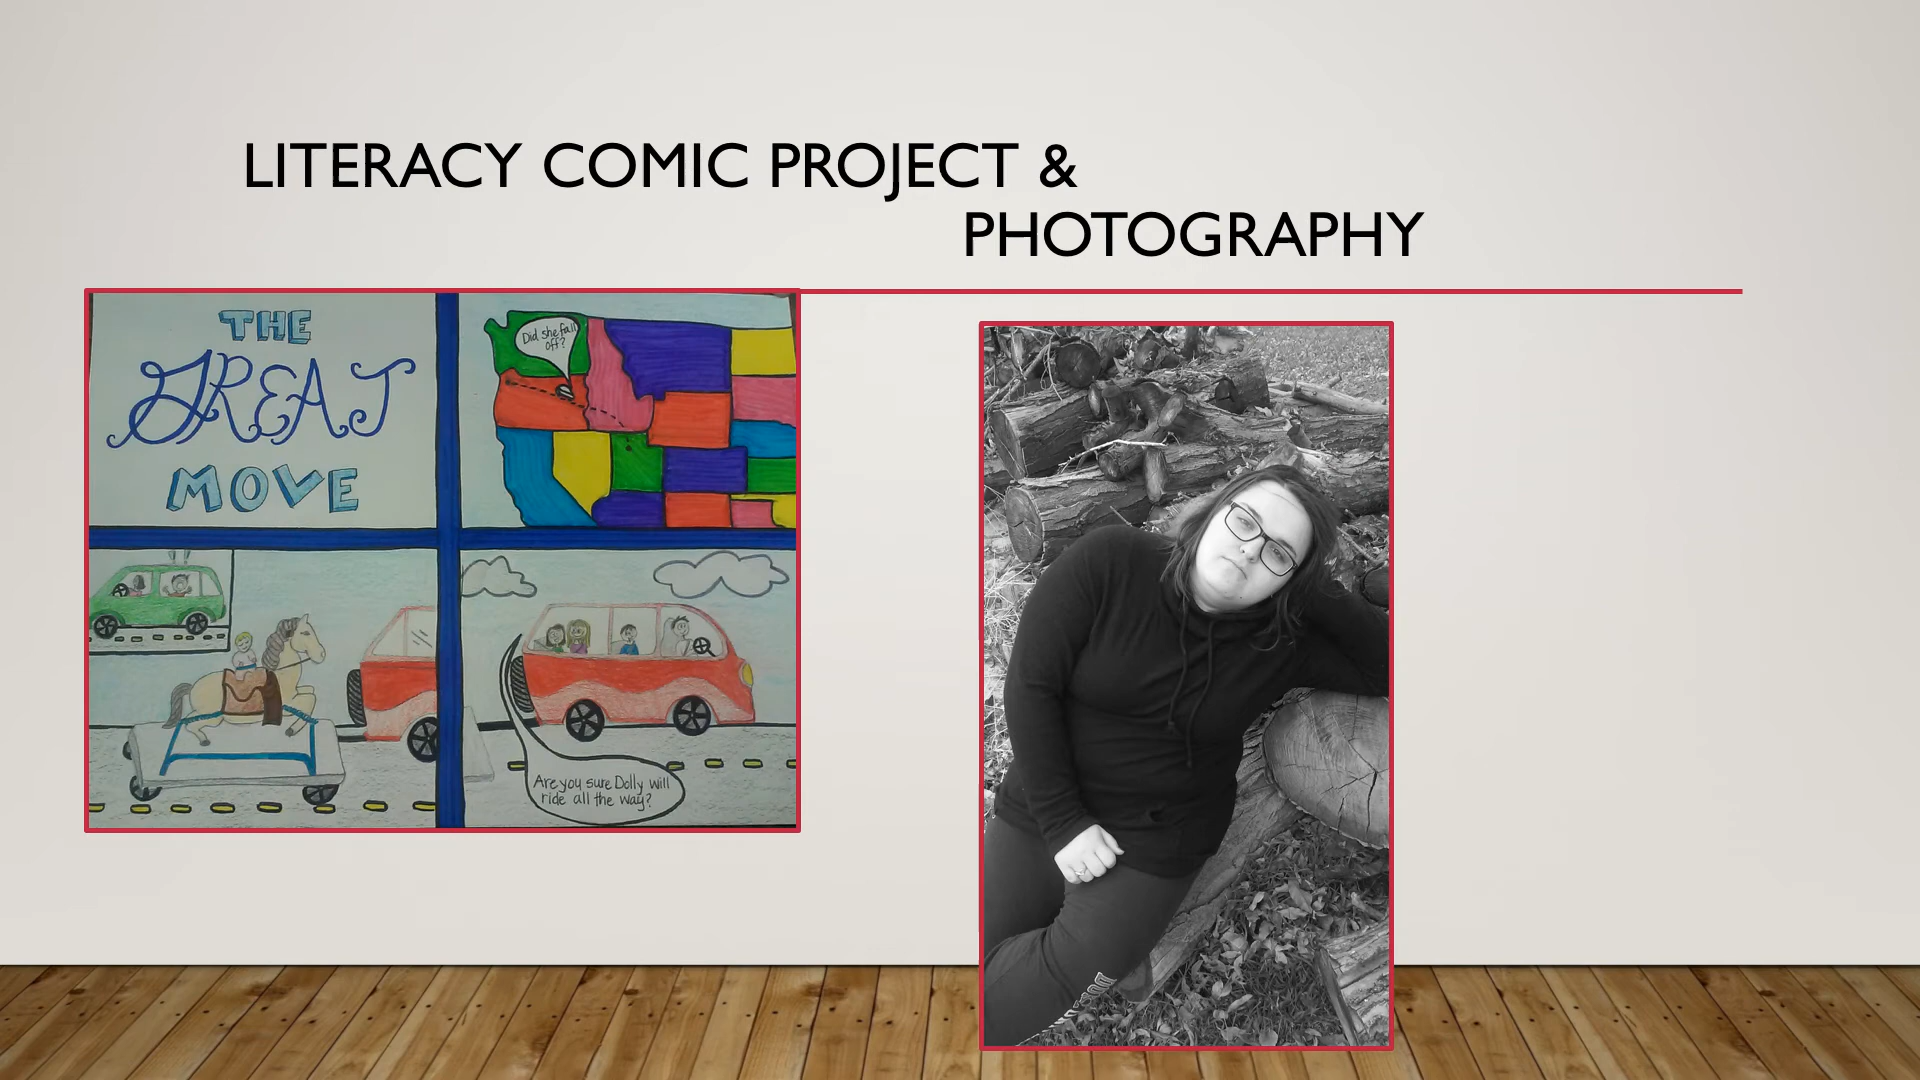 LITERACY COMIC PROJECT &
PHOTOGRAPHY
THE
GREAT
MOVE
Did she fall
off?
Are you sure Dolly will
ride all the way?